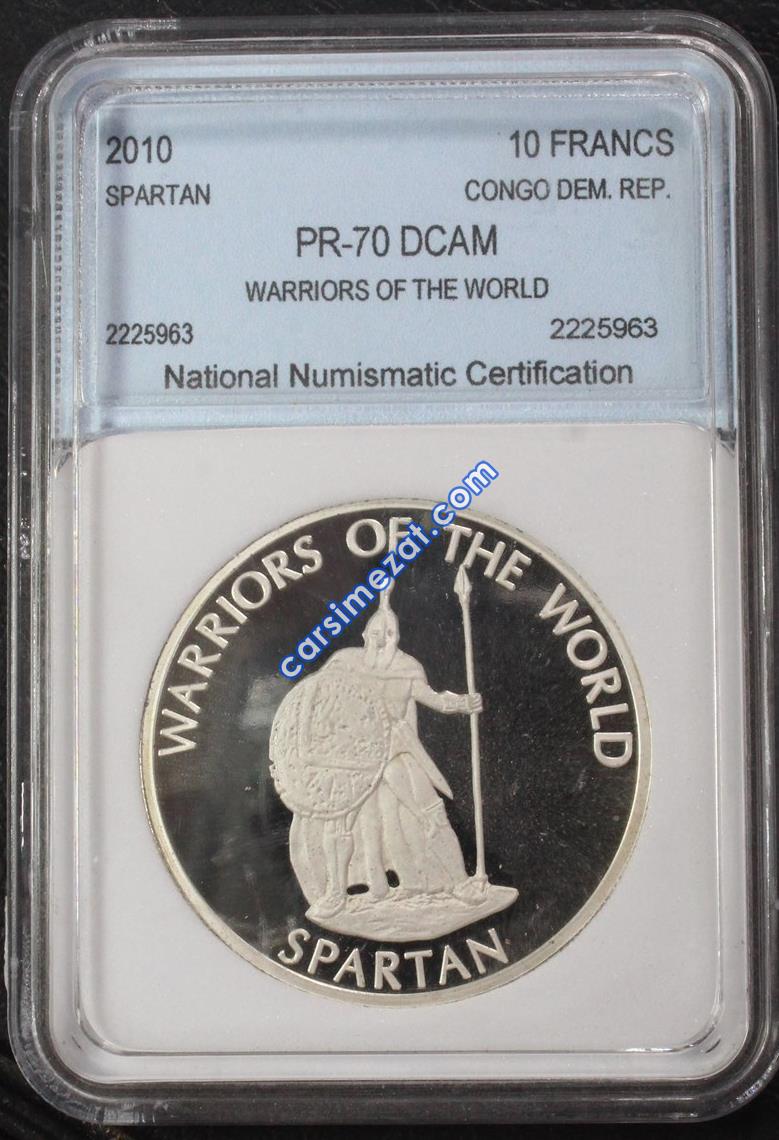 2010 10 FRANCS
SPARTAN CONGO DEM. REP.
PR-70 DCAM
WARRIORS OF THE WORLD
2225963 2225963
National Numismatic Certification
WARRIORS OF THE WORLD
carsimezat.com
SPARTAN